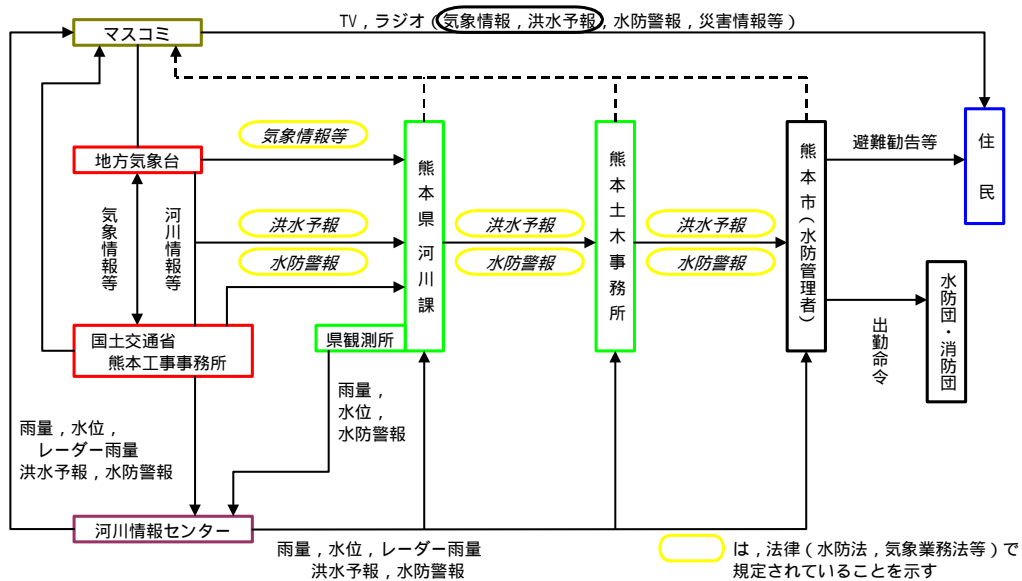 TV，ラジオ（気象情報，洪水予報，水防警報，災害情報等）
マスコミ
気象情報等
地方気象台
熊本県 河川課
熊本土木事務所
熊本市（水防管理者）
避難勧告等
住民
気象情報等
河川情報等
洪水予報
水防警報
洪水予報
水防警報
洪水予報
水防警報
国土交通省
熊本工事事務所
県観測所
水防団・消防団
出勤命令
雨量，
水位，
水防警報
雨量，水位，
レーダー雨量
洪水予報，水防警報
河川情報センター
雨量，水位，レーダー雨量
洪水予報，水防警報
は，法律（水防法，気象業務法等）で
規定されていることを示す